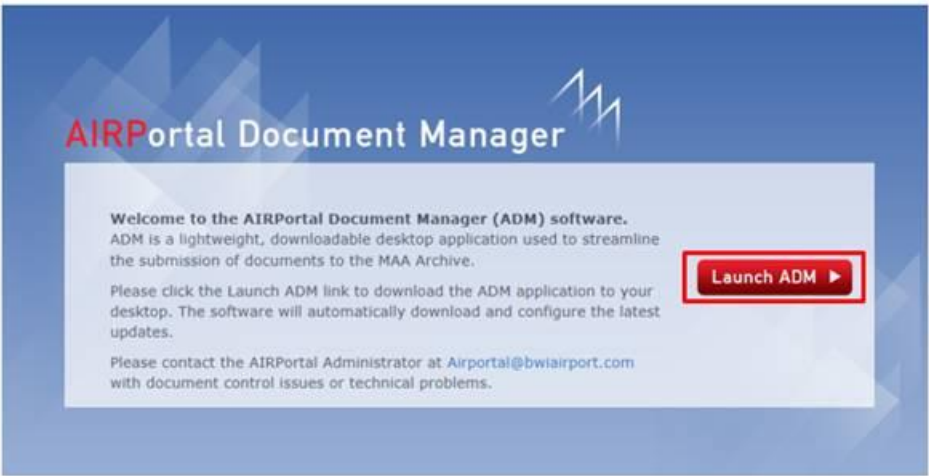 AIRPortal Document Manager
Welcome to the AIRPortal Document Manager (ADM) software.
ADM is a lightweight, downloadable desktop application used to streamline
the submission of documents to the MAA Archive.
Launch ADM
Please click the Launch ADM link to download the ADM application to your
desktop. The software will automatically download and configure the latest
updates.
Please contact the AIRPortal Administrator at Airportal@bwiairport.com
with document control issues or technical problems.